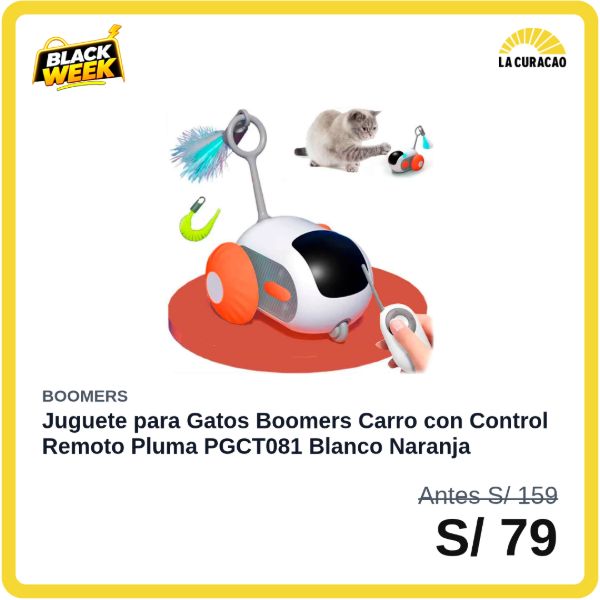 BLACK
WEEK
LA CURACAO
BOOMERS
Juguete para Gatos Boomers Carro con Control
Remoto Pluma PGCT081 Blanco Naranja
Antes S/ 159
S/ 79